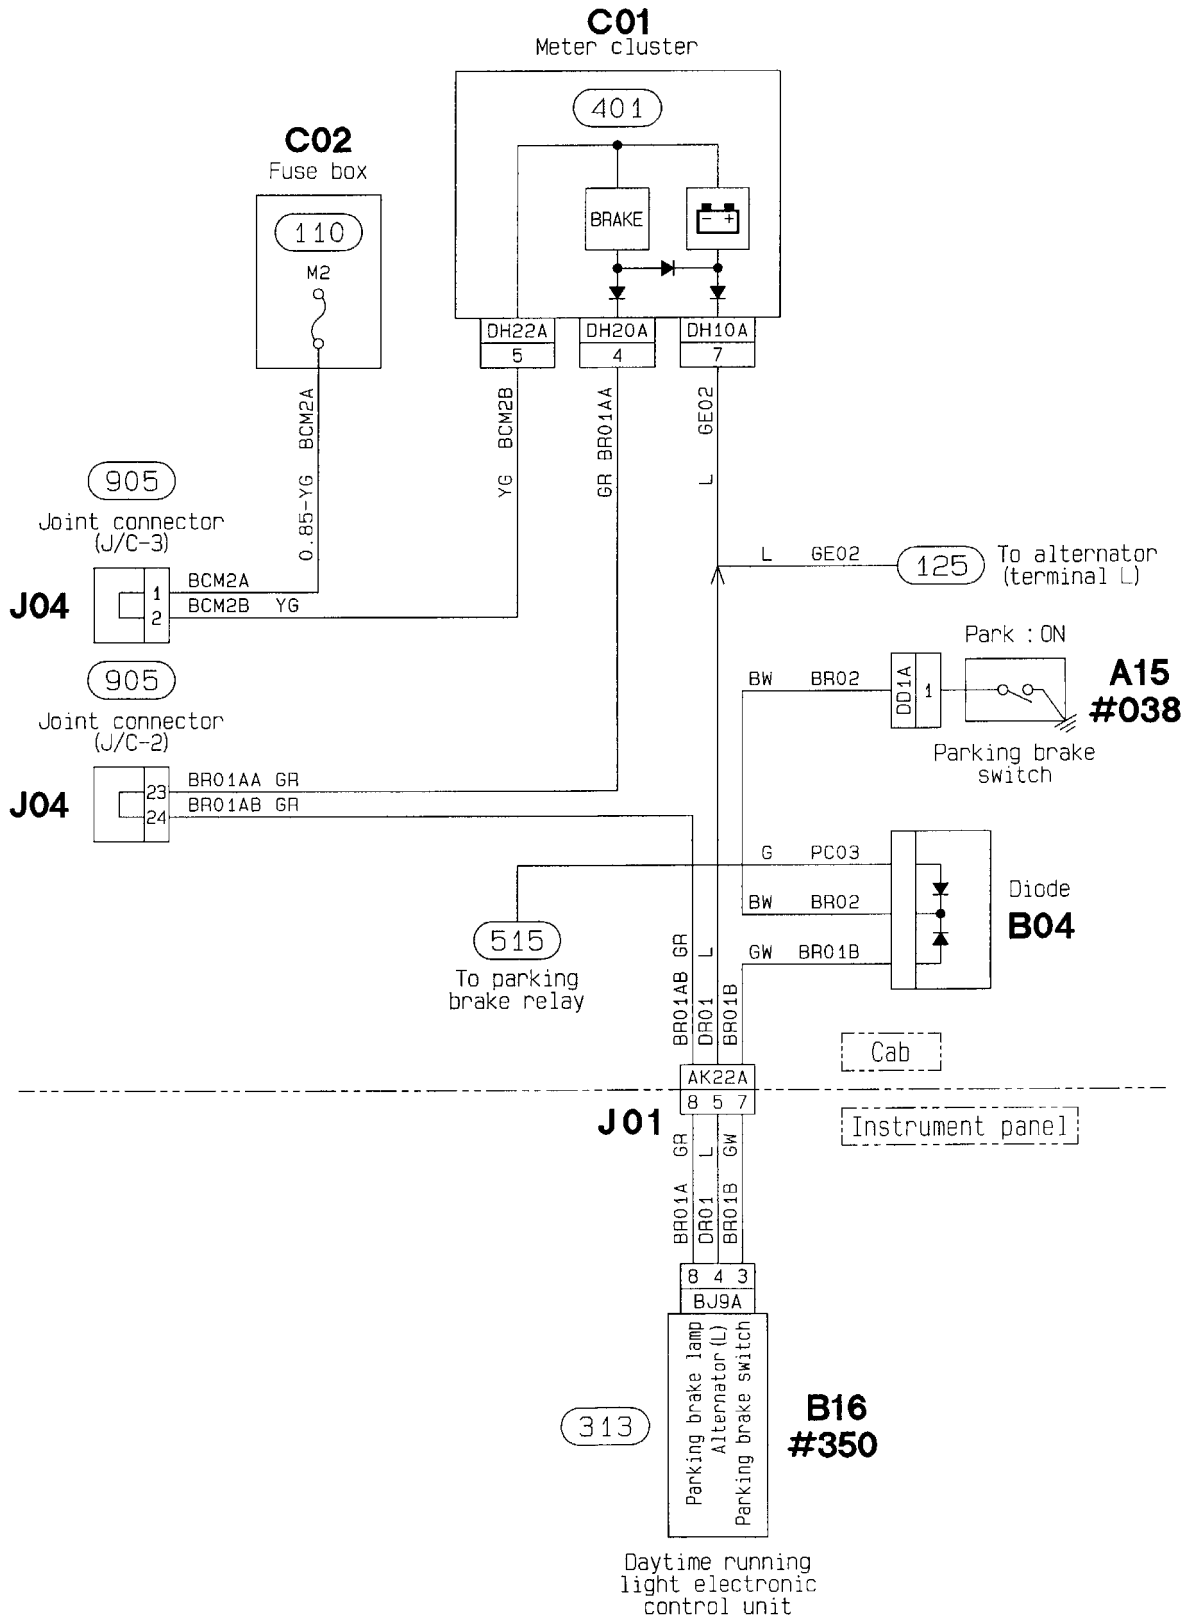 C01
Meter cluster
401
C02
Fuse box
110
M2
BRAKE
- +
DH22A
5
DH20A
4
DH10A
7
0.85-YG BCM2A
YG BCM2B
GR BR01AA
L GE02
905
Joint connector
(J/C-3)
J04
1
2
BCM2A
BCM2B YG
L GE02
125
To alternator
(terminal L)
Park : ON
A15
#038
BW BR02
DD1A
1
Parking brake
switch
905
Joint connector
(J/C-2)
J04
23
24
BR01AA GR
BR01AB GR
G PC03
BW BR02
GW BR01B
Diode
B04
515
To parking
brake relay
BR01AB GR
DR01 L
BR01B
Cab
AK22A
8 5 7
J01
Instrument panel
BR01A GR
DR01 L
BR01B GW
8 4 3
BJ9A
Parking brake lamp
Alternator (L)
Parking brake switch
313
B16
#350
Daytime running
light electronic
control unit